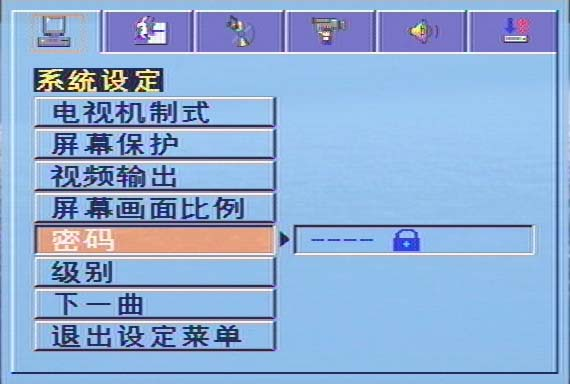 系统设定
电视机制式
屏幕保护
视频输出
屏幕画面比例
密码 ----
级别
下一曲
退出设定菜单